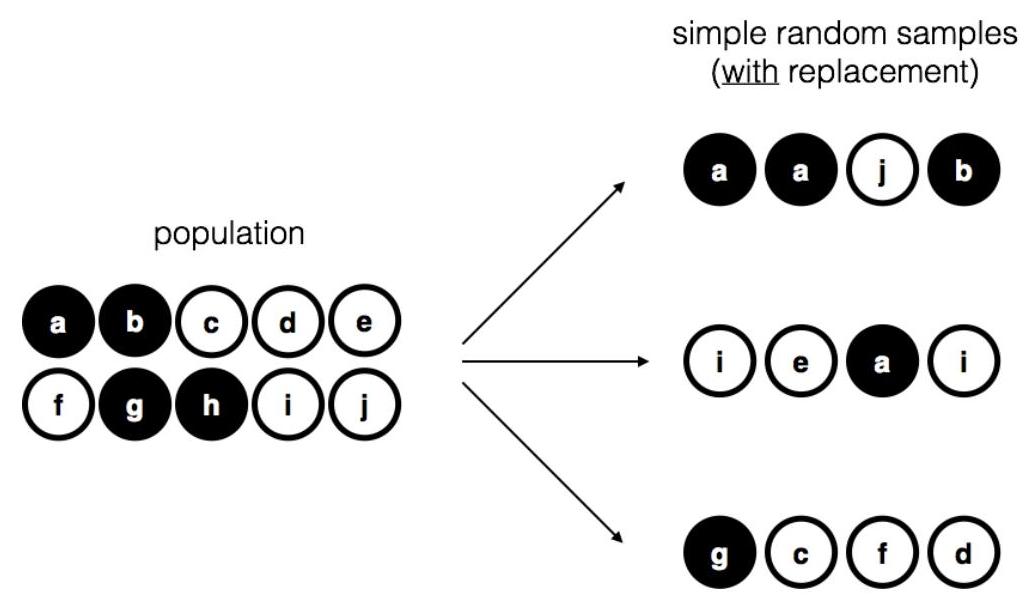 simple random samples
(with replacement)
a a j b
population
a b c d e
f g h i j
i e a i
g c f d